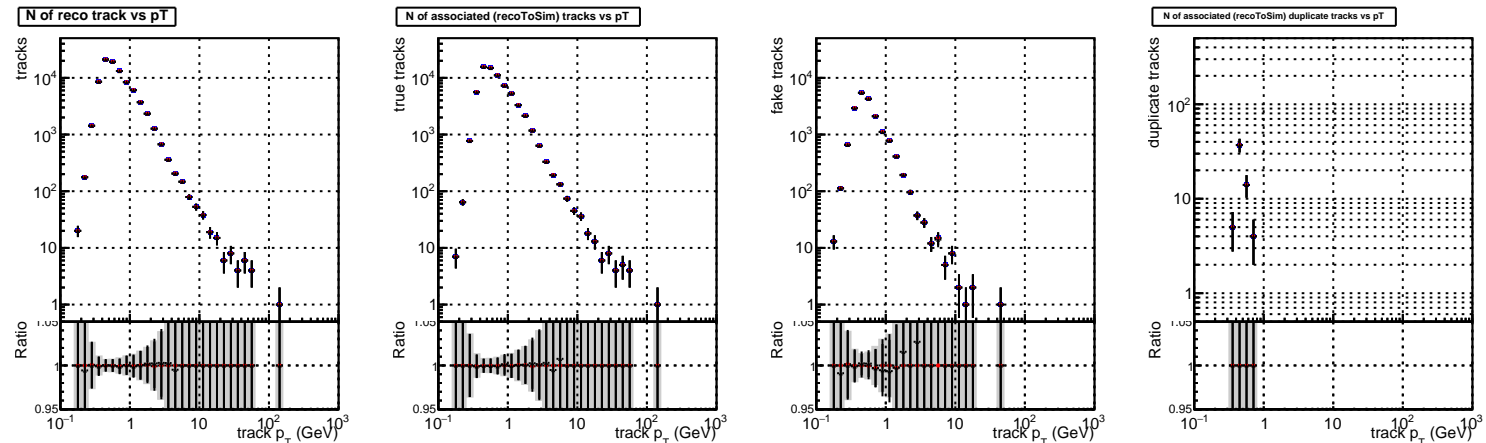 N of reco track vs pT
N of associated (recoToSim) tracks vs pT
N of associated (recoToSim) duplicate tracks vs pT
tracks
10⁴
10³
10²
10
1
Ratio
1.05
1
0.95
10⁻¹ 1 10 10² 10³
track p_T (GeV)
true tracks
10⁴
10³
10²
10
1
Ratio
1.05
1
0.95
10⁻¹ 1 10 10² 10³
track p_T (GeV)
fake tracks
10⁴
10³
10²
10
1
Ratio
1.05
1
0.95
10⁻¹ 1 10 10² 10³
track p_T (GeV)
duplicate tracks
10²
10
1
Ratio
1.05
1
0.95
10⁻¹ 1 10 10² 10³
track p_T (GeV)